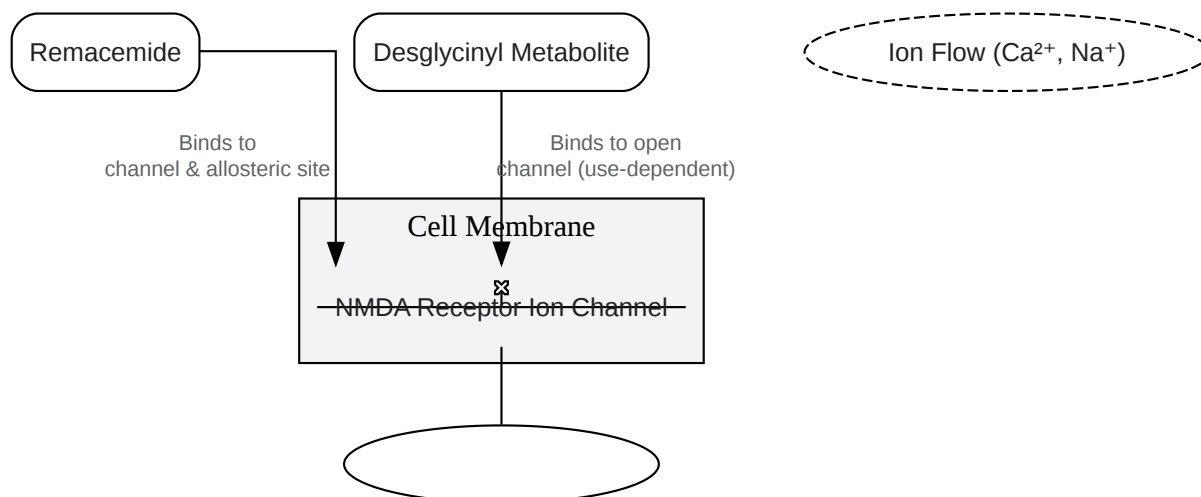 Remacemide
Desglycinyl Metabolite
Ion Flow (Ca²⁺, Na⁺)
Binds to
channel & allosteric site
Binds to open
channel (use-dependent)
Cell Membrane
NMDA Receptor Ion Channel